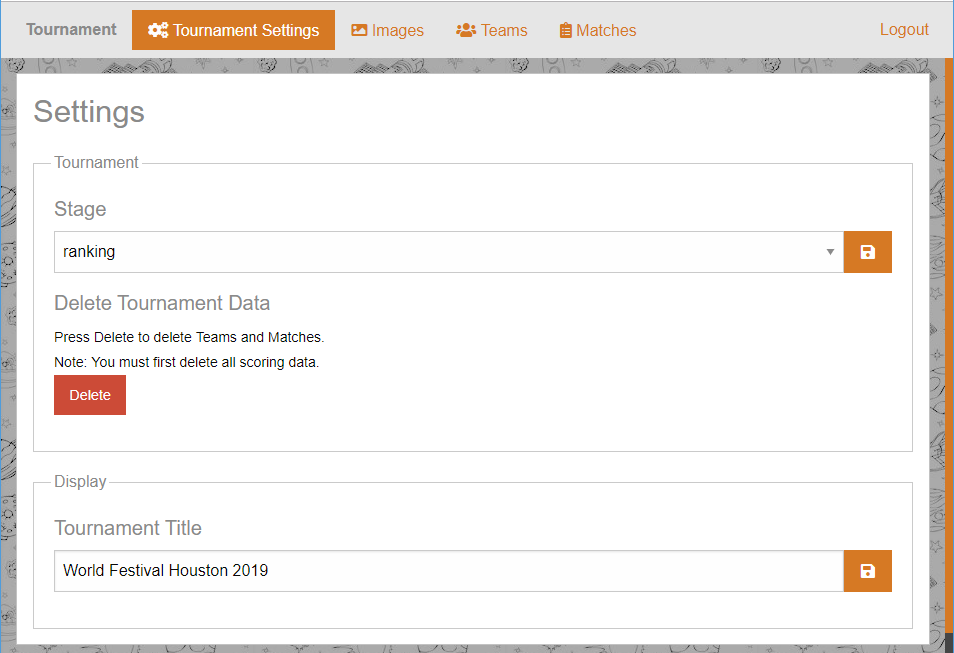 Tournament Tournament Settings Images Teams Matches Logout
Settings
Tournament
Stage
ranking
Delete Tournament Data
Press Delete to delete Teams and Matches.
Note: You must first delete all scoring data.
Delete
Display
Tournament Title
World Festival Houston 2019